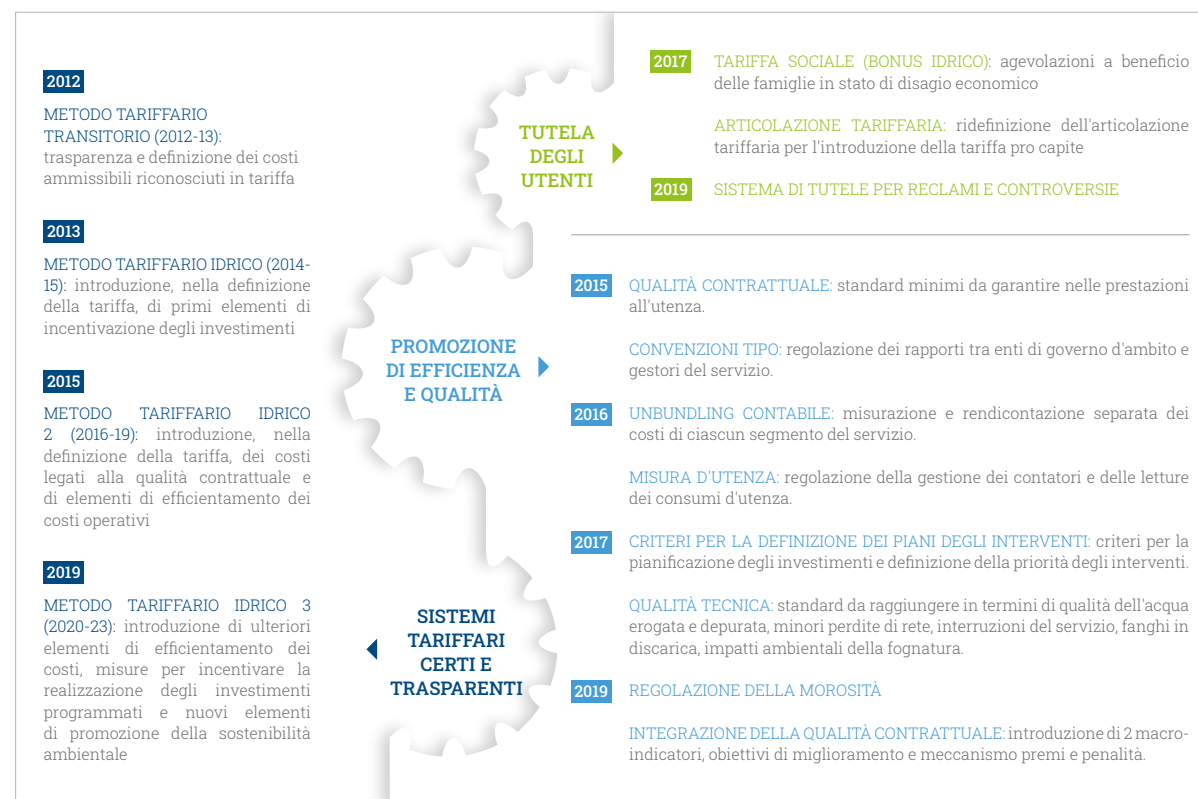 2012
METODO TARIFFARIO
TRANSITORIO (2012-13):
trasparenza e definizione dei costi
ammissibili riconosciuti in tariffa
2013
METODO TARIFFARIO IDRICO (2014-
15): introduzione, nella definizione
della tariffa, di primi elementi di
incentivazione degli investimenti
2015
METODO TARIFFARIO IDRICO
2 (2016-19): introduzione, nella
definizione della tariffa, dei costi
legati alla qualità contrattuale e
di elementi di efficientamento dei
costi operativi
2019
METODO TARIFFARIO IDRICO 3
(2020-23): introduzione di ulteriori
elementi di efficientamento dei
costi, misure per incentivare la
realizzazione degli investimenti
programmati e nuovi elementi
di promozione della sostenibilità
ambientale
TUTELA
DEGLI
UTENTI
PROMOZIONE
DI EFFICIENZA
E QUALITÀ
SISTEMI
TARIFFARI
CERTI E
TRASPARENTI
2017 TARIFFA SOCIALE (BONUS IDRICO): agevolazioni a beneficio
delle famiglie in stato di disagio economico
ARTICOLAZIONE TARIFFARIA: ridefinizione dell'articolazione
tariffaria per l'introduzione della tariffa pro capite
2019 SISTEMA DI TUTELE PER RECLAMI E CONTROVERSIE
2015 QUALITÀ CONTRATTUALE: standard minimi da garantire nelle prestazioni
all'utenza.
CONVENZIONI TIPO: regolazione dei rapporti tra enti di governo d'ambito e
gestori del servizio.
2016 UNBUNDLING CONTABILE: misurazione e rendicontazione separata dei
costi di ciascun segmento del servizio.
MISURA D'UTENZA: regolazione della gestione dei contatori e delle letture
dei consumi d'utenza.
2017 CRITERI PER LA DEFINIZIONE DEI PIANI DEGLI INTERVENTI: criteri per la
pianificazione degli investimenti e definizione della priorità degli interventi.
QUALITÀ TECNICA: standard da raggiungere in termini di qualità dell'acqua
erogata e depurata, minori perdite di rete, interruzioni del servizio, fanghi in
discarica, impatti ambientali della fognatura.
2019 REGOLAZIONE DELLA MOROSITÀ
INTEGRAZIONE DELLA QUALITÀ CONTRATTUALE: introduzione di 2 macro-
indicatori, obiettivi di miglioramento e meccanismo premi e penalità.